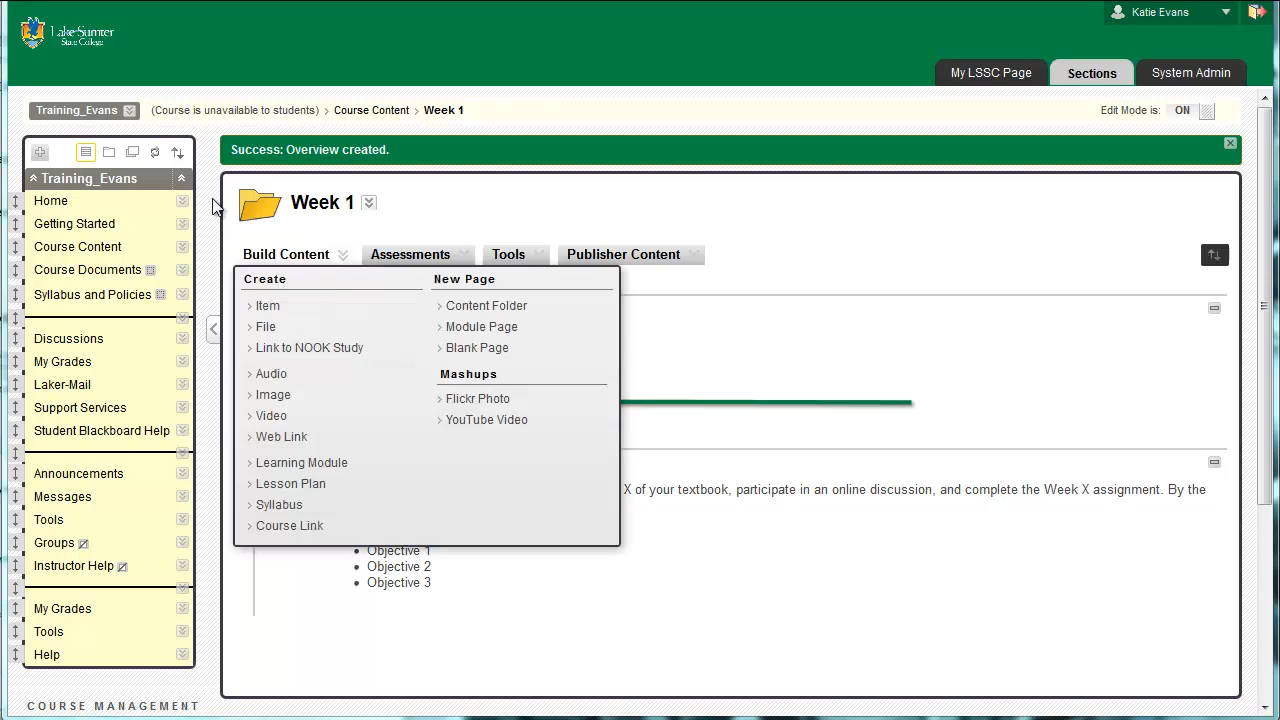 Lake-Sumter
State College
Katie Evans
My LSSC Page
Sections
System Admin
Training_Evans
(Course is unavailable to students) > Course Content > Week 1
Edit Mode is: ON
Success: Overview created.
Training_Evans
Home
Getting Started
Course Content
Course Documents
Syllabus and Policies
Discussions
My Grades
Laker-Mail
Support Services
Student Blackboard Help
Announcements
Messages
Tools
Groups
Instructor Help
My Grades
Tools
Help
COURSE MANAGEMENT
Week 1
Build Content
Assessments
Tools
Publisher Content
Create
> Item
> File
> Link to NOOK Study
> Audio
> Image
> Video
> Web Link
> Learning Module
> Lesson Plan
> Syllabus
> Course Link
New Page
> Content Folder
> Module Page
> Blank Page
Mashups
> Flickr Photo
> YouTube Video
X of your textbook, participate in an online discussion, and complete the Week X assignment. By the
• Objective 1
• Objective 2
• Objective 3